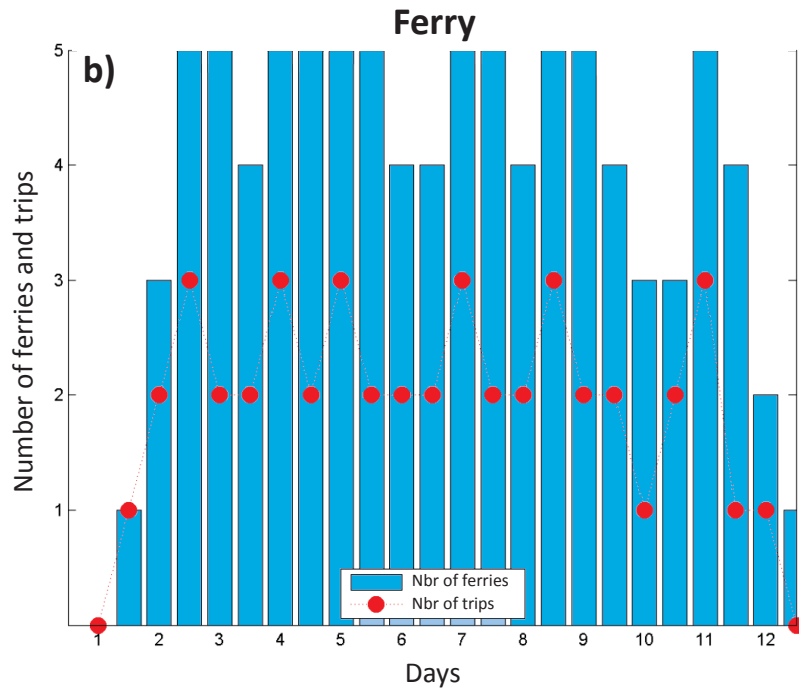 Ferry
b)
Number of ferries and trips
5
4
3
2
1
Nbr of ferries
Nbr of trips
1 2 3 4 5 6 7 8 9 10 11 12
Days